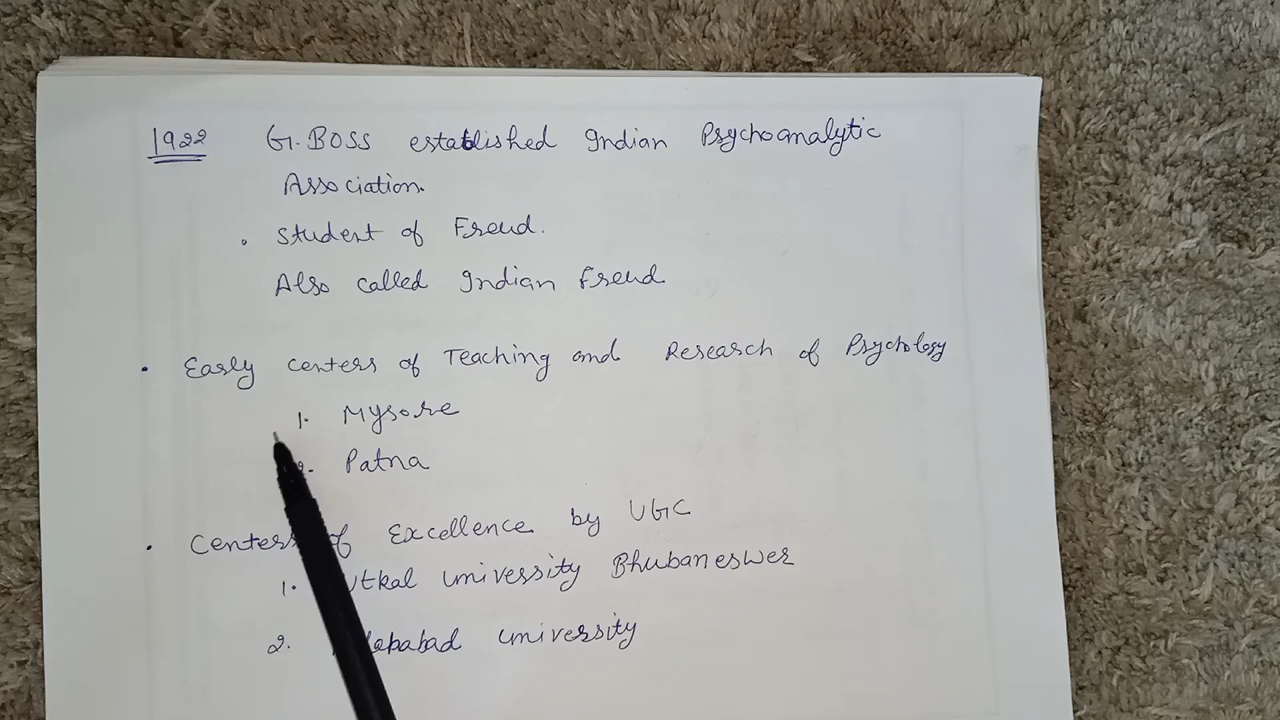 1922 G. BOSS established Indian Psychoanalytic
Association.
• Student of Freud.
Also called Indian Freud
• Early centers of Teaching and Research of Psychology
1. Mysore
2. Patna
• Centers of Excellence by UGC
1. Utkal University Bhubaneswer
2. University